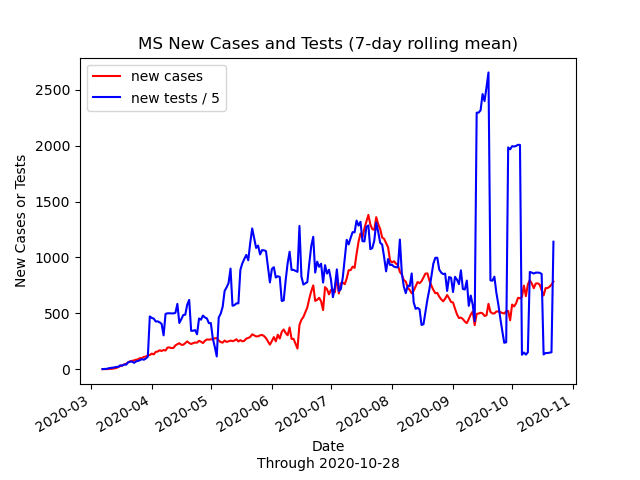 MS New Cases and Tests (7-day rolling mean)
new cases
new tests / 5
New Cases or Tests
2500
2000
1500
1000
500
0
2020-03
2020-04
2020-05
2020-06
2020-07
2020-08
2020-09
2020-10
2020-11
Date
Through 2020-10-28